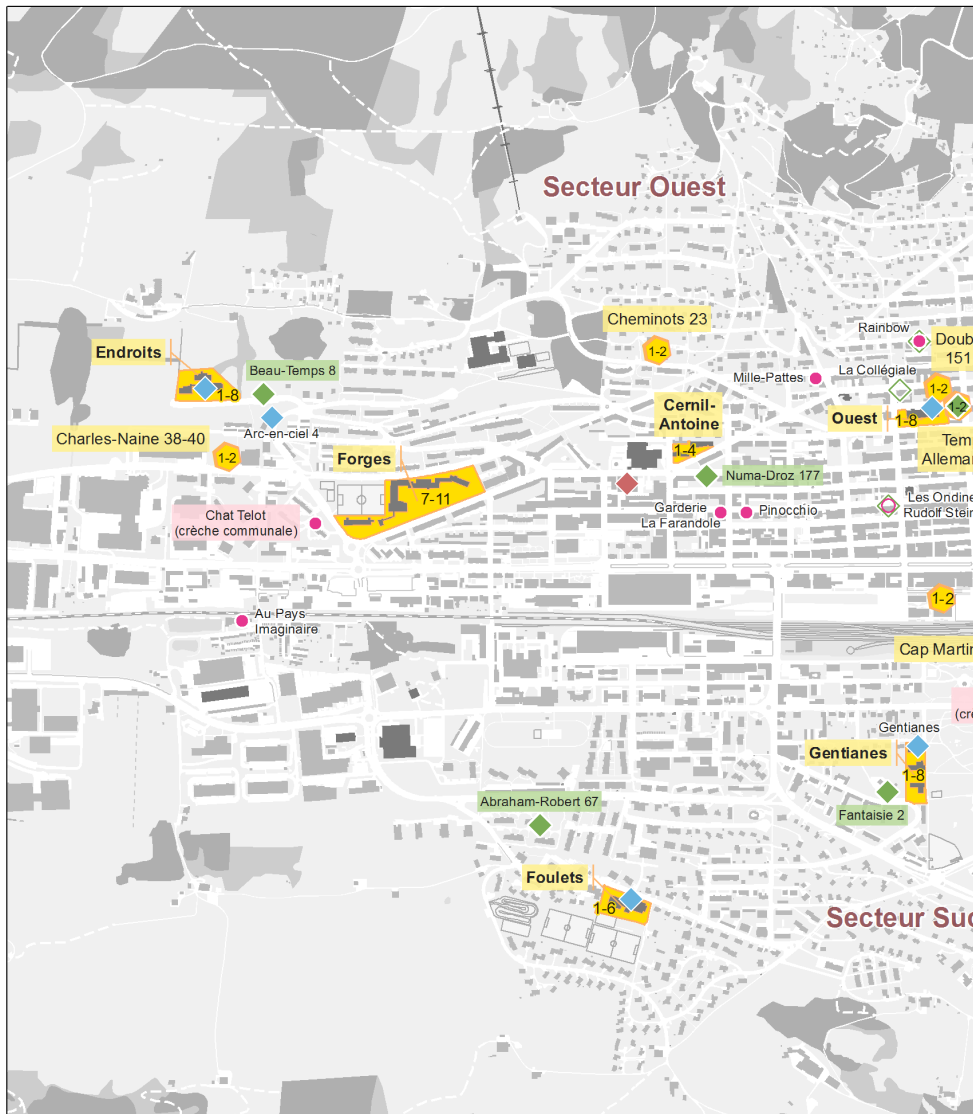 Secteur Ouest
Cheminots 23
1-2
Rainbow
Doub
151
Endroits
Beau-Temps 8
1-8
Mille-Pattes
La Collégiale
1-2
1-2
Cernil-
Antoine
1-4
Ouest
1-8
Arc-en-ciel 4
Charles-Naine 38-40
1-2
Forges
7-11
Tem
Allema
Numa-Droz 177
Chat Telot
(crèche communale)
Garderie
La Farandole
Pinocchio
Les Ondine
Rudolf Stein
1-2
Au Pays
Imaginaire
Cap Martin
(crè
Gentianes
Gentianes
1-8
Abraham-Robert 67
Fantaisie 2
Foulets
1-6
Secteur Sud